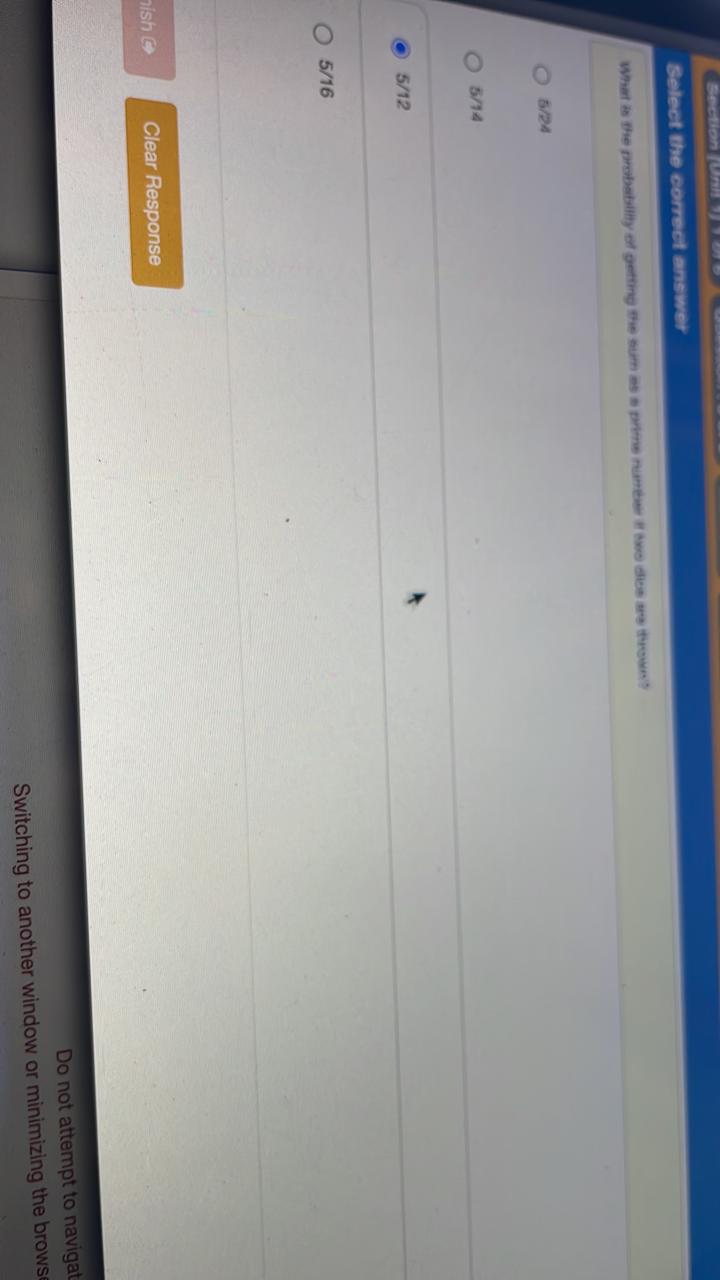 Select the correct answer
What is the probability of getting the sum as a prime number if two dice are thrown?
5/24
5/14
5/12
5/16
Clear Response
Do not attempt to
Switching to another window or minimizing the